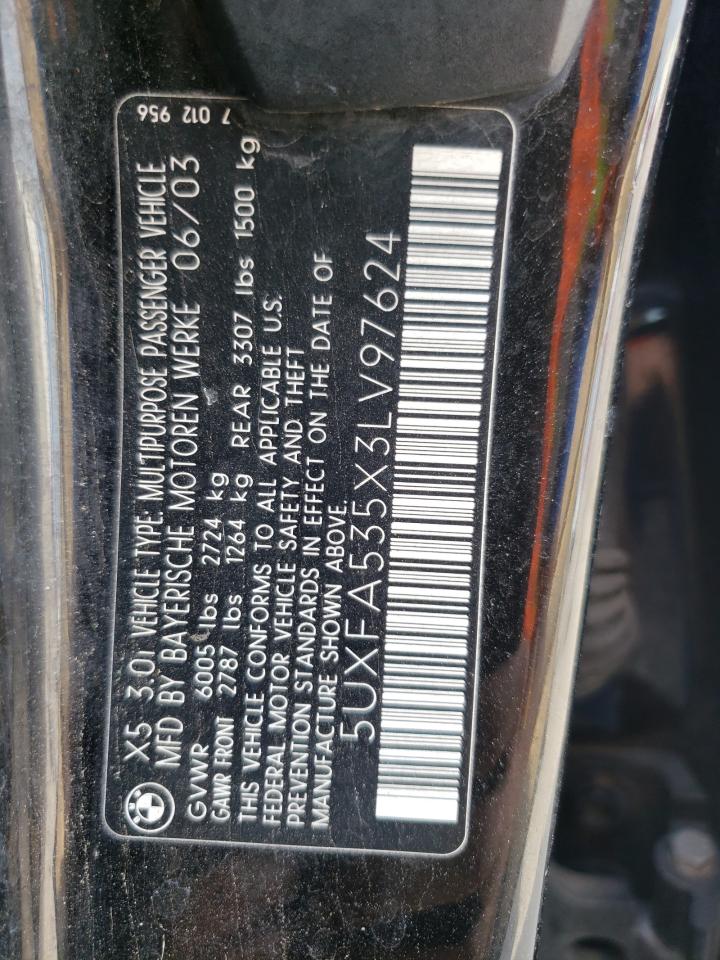 7 012 956
X5 3.0i VEHICLE TYPE: MULTIPURPOSE PASSENGER VEHICLE
MFD BY BAYERISCHE MOTOREN WERKE 06/03
GVWR 6005 lbs 2724 kg
GAWR FRONT 2787 lbs 1264 kg REAR 3307 lbs 1500 kg
THIS VEHICLE CONFORMS TO ALL APPLICABLE U.S.
FEDERAL MOTOR VEHICLE SAFETY AND THEFT
PREVENTION STANDARDS IN EFFECT ON THE DATE OF
MANUFACTURE SHOWN ABOVE.
5UXFA535X3LV97624